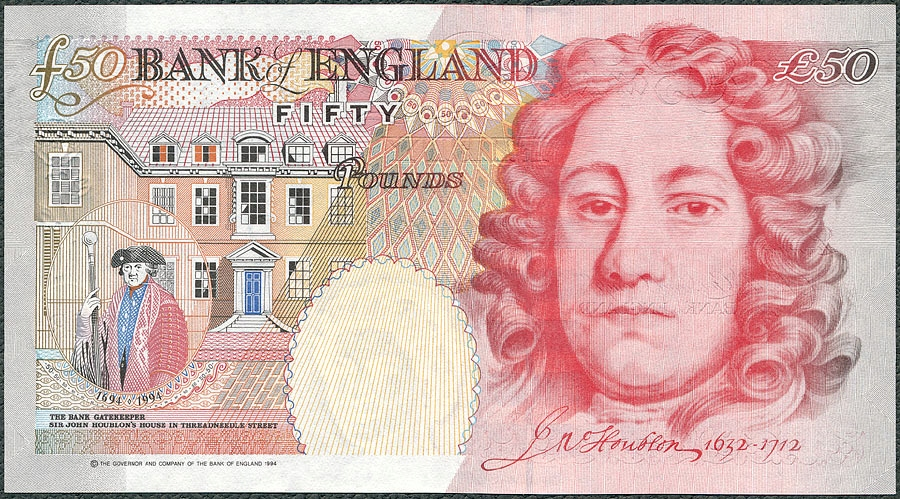 £50 BANK of ENGLAND £50
FIFTY
POUNDS
1694 1994
THE BANK GATEKEEPER
SIR JOHN HOUBLON'S HOUSE IN THREADNEEDLE STREET
© THE GOVERNOR AND COMPANY OF THE BANK OF ENGLAND 1994
Jn Houblon 1632-1712